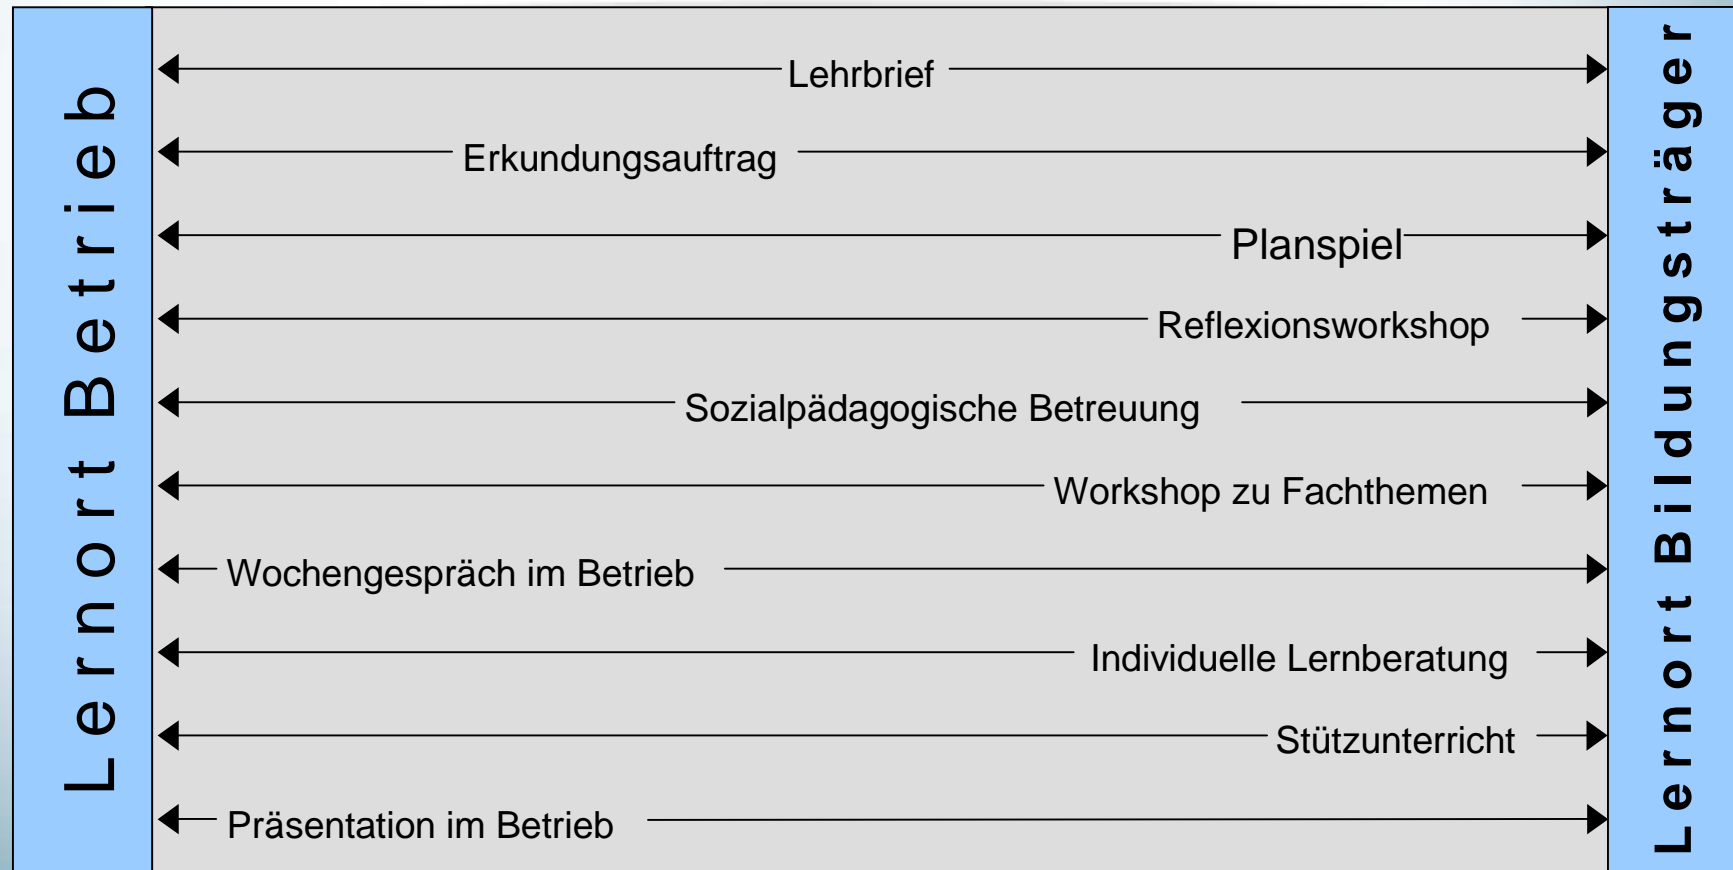 Lernort Betrieb
Lehrbrief
Erkundungsauftrag
Planspiel
Reflexionsworkshop
Sozialpädagogische Betreuung
Workshop zu Fachthemen
Wochengespräch im Betrieb
Individuelle Lernberatung
Stützunterricht
Präsentation im Betrieb
Lernort Bildungsträger